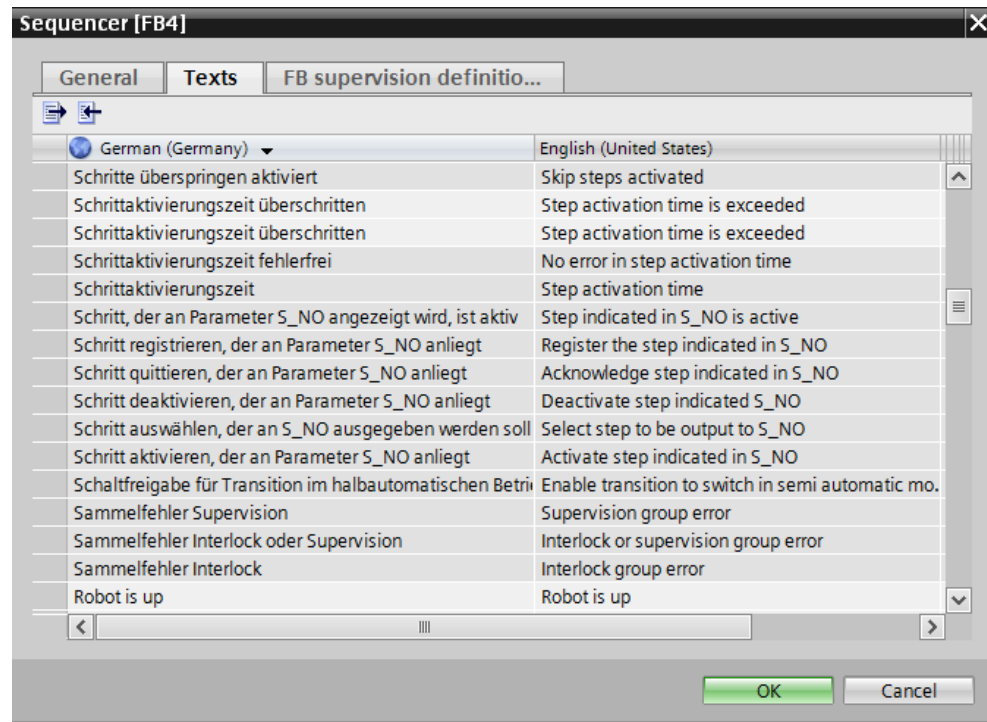 Sequencer [FB4]
General Texts FB supervision definitio...
German (Germany) English (United States)
Schritte überspringen aktiviert Skip steps activated
Schrittaktivierungszeit überschritten Step activation time is exceeded
Schrittaktivierungszeit überschritten Step activation time is exceeded
Schrittaktivierungszeit fehlerfrei No error in step activation time
Schrittaktivierungszeit Step activation time
Schritt, der an Parameter S_NO angezeigt wird, ist aktiv Step indicated in S_NO is active
Schritt registrieren, der an Parameter S_NO anliegt Register the step indicated in S_NO
Schritt quittieren, der an Parameter S_NO anliegt Acknowledge step indicated in S_NO
Schritt deaktivieren, der an Parameter S_NO anliegt Deactivate step indicated S_NO
Schritt auswählen, der an S_NO ausgegeben werden soll Select step to be output to S_NO
Schritt aktivieren, der an Parameter S_NO anliegt Activate step indicated in S_NO
Schaltfreigabe für Transition im halbautomatischen Betri Enable transition to switch in semi automatic mo.
Sammelfehler Supervision Supervision group error
Sammelfehler Interlock oder Supervision Interlock or supervision group error
Sammelfehler Interlock Interlock group error
Robot is up Robot is up
OK Cancel